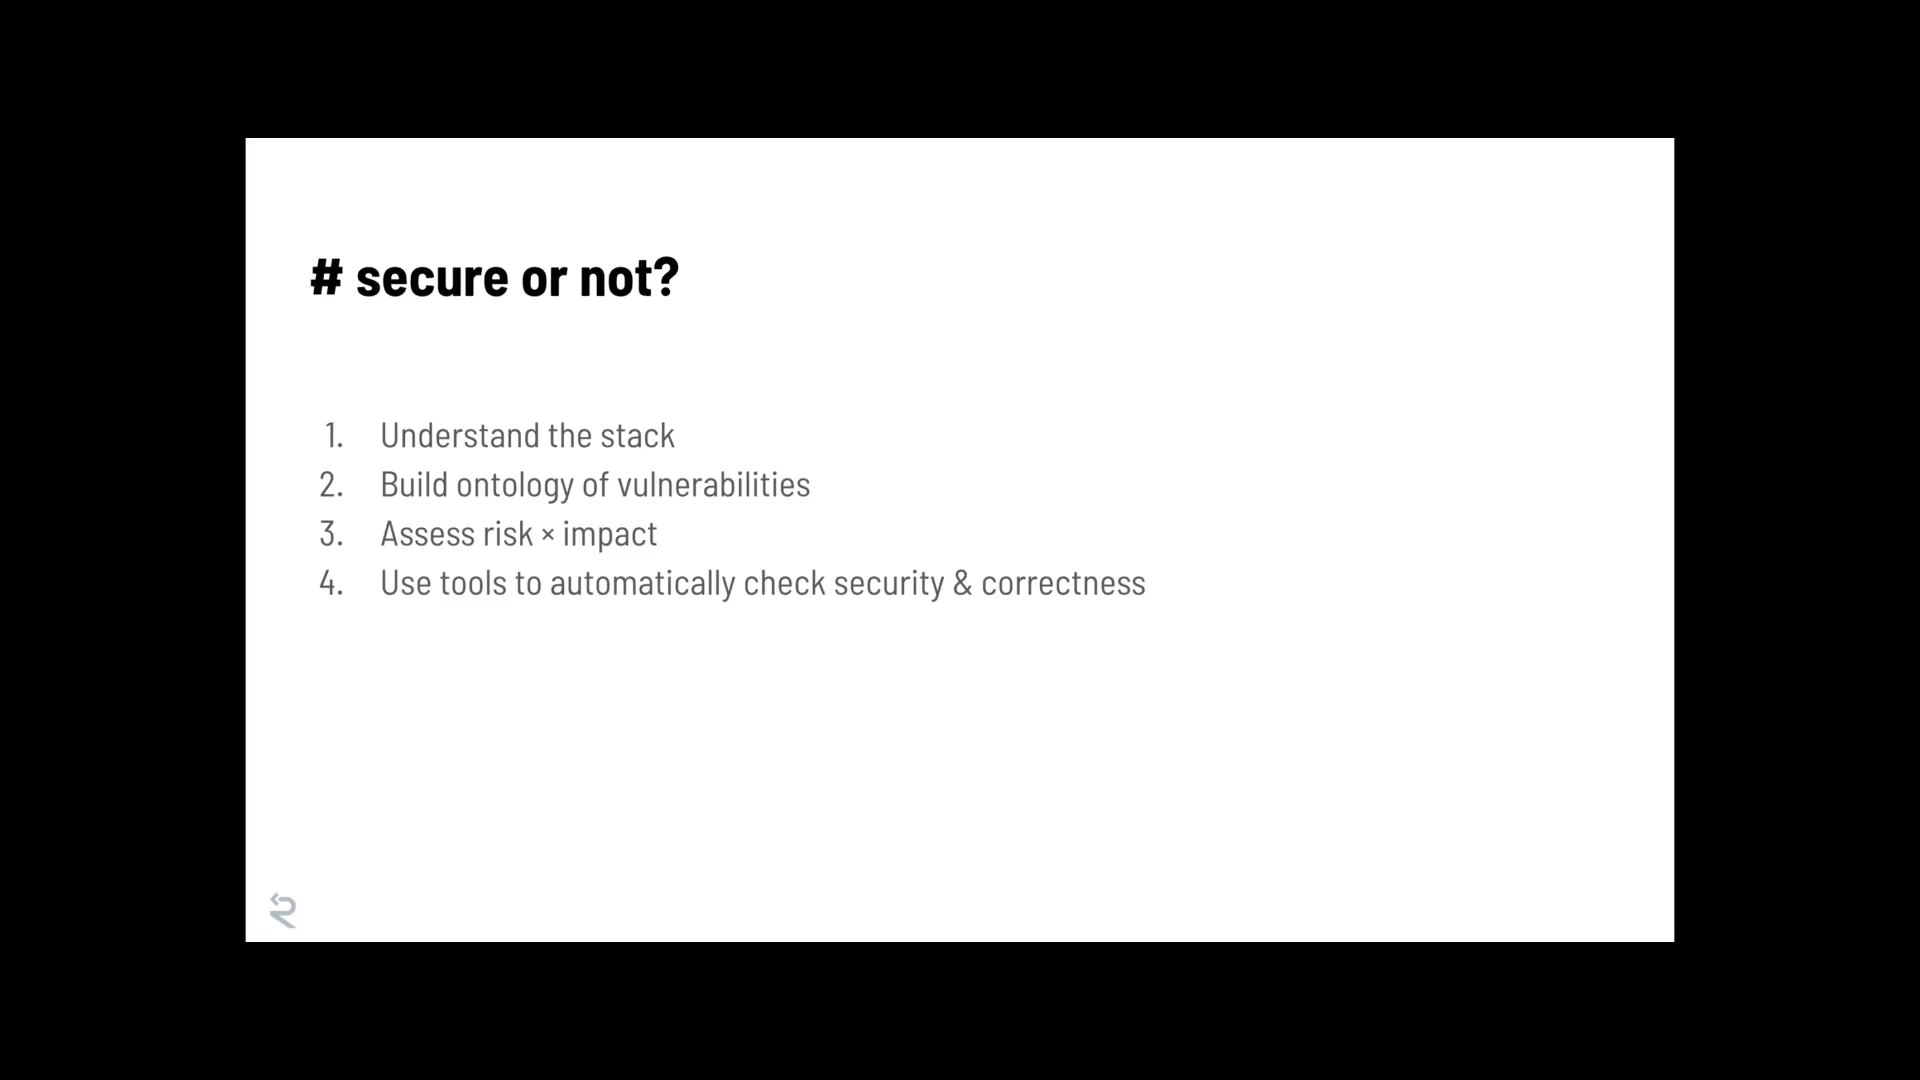 # secure or not?
1. Understand the stack
2. Build ontology of vulnerabilities
3. Assess risk × impact
4. Use tools to automatically check security & correctness